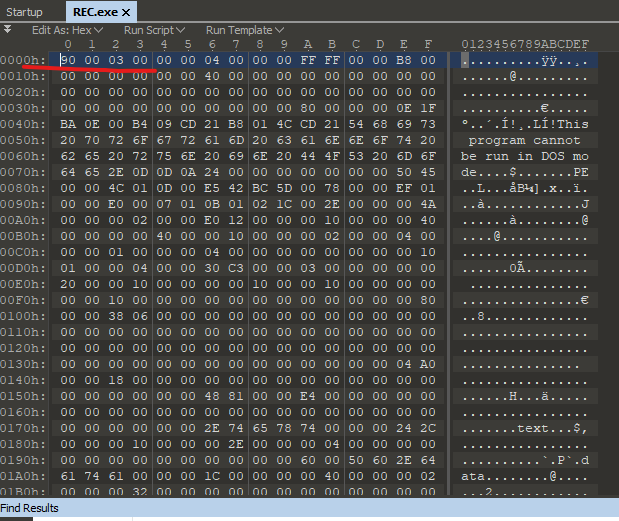 Startup REC.exe ×
Edit As: Hex Run Script Run Template
0 1 2 3 4 5 6 7 8 9 A B C D E F 0123456789ABCDEF
0000h: 90 00 03 00 00 00 04 00 00 00 FF FF 00 00 B8 00 ..........ÿÿ..¸.
0010h: 00 00 00 00 00 00 40 00 00 00 00 00 00 00 00 00 ......@.........
0020h: 00 00 00 00 00 00 00 00 00 00 00 00 00 00 00 00 ................
0030h: 00 00 00 00 00 00 00 00 00 00 80 00 00 00 0E 1F ..........€.....
0040h: BA 0E 00 B4 09 CD 21 B8 01 4C CD 21 54 68 69 73 º..´.Í!¸.LÍ!This
0050h: 20 70 72 6F 67 72 61 6D 20 63 61 6E 6E 6F 74 20 program cannot
0060h: 62 65 20 72 75 6E 20 69 6E 20 44 4F 53 20 6D 6F be run in DOS mo
0070h: 64 65 2E 0D 0D 0A 24 00 00 00 00 00 00 00 50 45 de....$.......PE
0080h: 00 00 4C 01 0D 00 E5 42 BC 5D 00 78 00 00 EF 01 ..L...åB¼].x..ï.
0090h: 00 00 E0 00 07 01 0B 01 02 1C 00 2E 00 00 00 4A ..à............J
00A0h: 00 00 00 02 00 00 E0 12 00 00 00 10 00 00 00 40 ......à........@
00B0h: 00 00 00 00 40 00 00 10 00 00 00 02 00 00 04 00 ....@...........
00C0h: 00 00 01 00 00 00 04 00 00 00 00 00 00 00 00 10 ................
00D0h: 01 00 00 04 00 00 30 C3 00 00 03 00 00 00 00 00 ......0Ã........
00E0h: 20 00 00 10 00 00 00 00 10 00 00 10 00 00 00 00 ...............
00F0h: 00 00 10 00 00 00 00 00 00 00 00 00 00 00 00 80 ...............€
0100h: 00 00 38 06 00 00 00 00 00 00 00 00 00 00 00 00 ..8.............
0110h: 00 00 00 00 00 00 00 00 00 00 00 00 00 00 00 00 ................
0120h: 00 00 00 00 00 00 00 00 00 00 00 00 00 00 00 00 ................
0130h: 00 00 00 00 00 00 00 00 00 00 00 00 00 00 04 A0 ...............
0140h: 00 00 18 00 00 00 00 00 00 00 00 00 00 00 00 00 ................
0150h: 00 00 00 00 00 00 48 81 00 00 E4 00 00 00 00 00 ......H...ä.....
0160h: 00 00 00 00 00 00 00 00 00 00 00 00 00 00 00 00 ................
0170h: 00 00 00 00 00 00 2E 74 65 78 74 00 00 00 24 2C .......text...$,
0180h: 00 00 00 10 00 00 00 2E 00 00 00 04 00 00 00 00 ................
0190h: 00 00 00 00 00 00 00 00 00 00 60 00 50 60 2E 64 ..........`.P`.d
01A0h: 61 74 61 00 00 00 1C 00 00 00 00 40 00 00 00 02 ata........@....
01B0h: 00 00 00 32 00 00 00 00 00 00 00 00 00 00 00 00 ...2............
Find Results